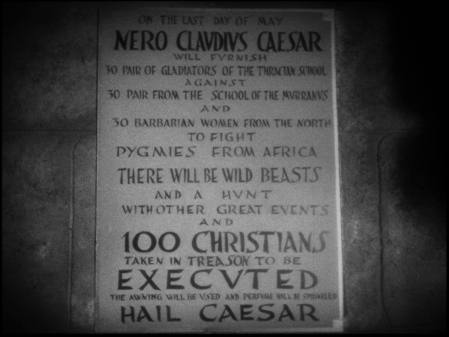 ON THE LAST DAY OF MAY
NERO CLAVDIVS CAESAR
WILL FVRNISH
30 PAIR OF GLADIATORS OF THE THRACIAN SCHOOL
AGAINST
30 PAIR FROM THE SCHOOL OF THE MVRRANVS
AND
30 BARBARIAN WOMEN FROM THE NORTH
TO FIGHT
PYGMIES FROM AFRICA
THERE WILL BE WILD BEASTS
AND A HVNT
WITH OTHER GREAT EVENTS
AND
100 CHRISTIANS
TAKEN IN TREASON TO BE
EXECVTED
THE AWNING WILL BE VSED AND PERFVME WILL BE SPRINKLED
HAIL CAESAR